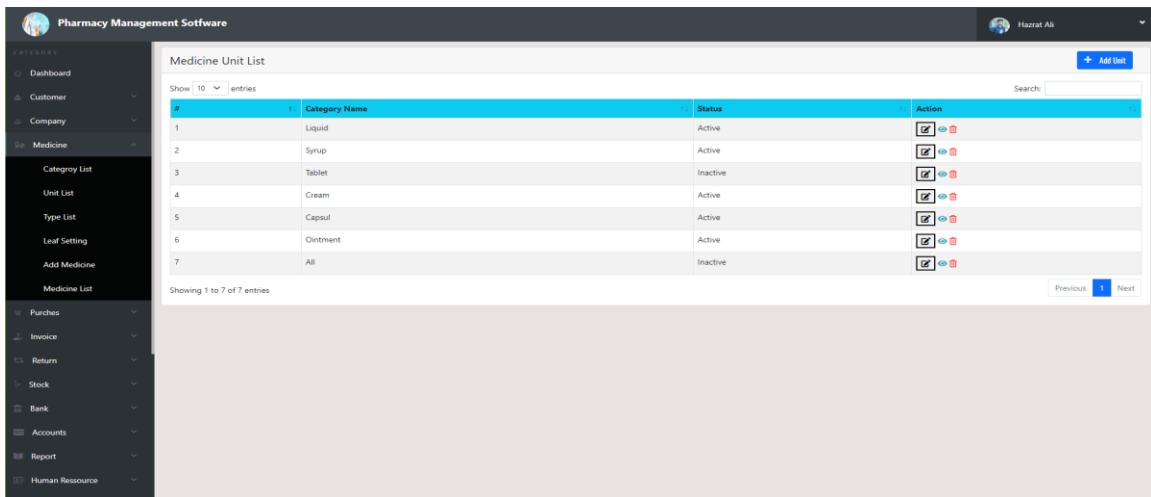 Pharmacy Management Sotfware
Hazrat Ali
CATEGORY
Dashboard
Customer
Company
Medicine
Categroy List
Unit List
Type List
Leaf Setting
Add Medicine
Medicine List
Purches
Invoice
Return
Stock
Bank
Accounts
Report
Human Ressource
Medicine Unit List
+ Add Unit
Show 10 entries
Search:
# Category Name Status Action
1 Liquid Active
2 Syrup Active
3 Tablet Inactive
4 Cream Active
5 Capsul Active
6 Ointment Active
7 All Inactive
Showing 1 to 7 of 7 entries
Previous 1 Next